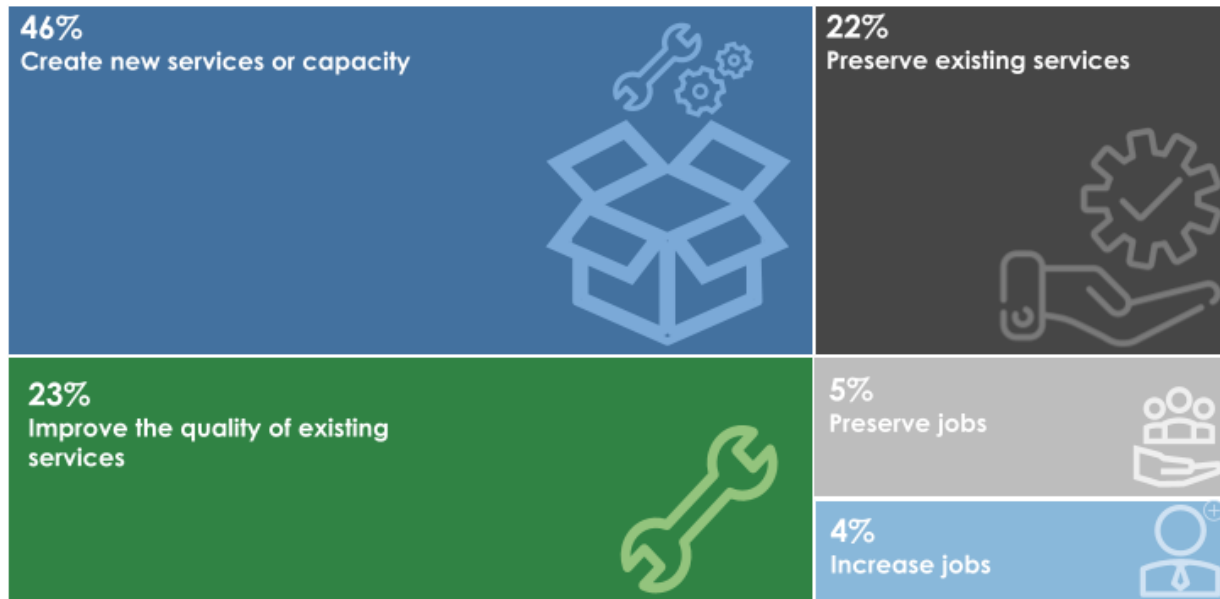 46%
Create new services or capacity
22%
Preserve existing services
23%
Improve the quality of existing
services
5%
Preserve jobs
4%
Increase jobs